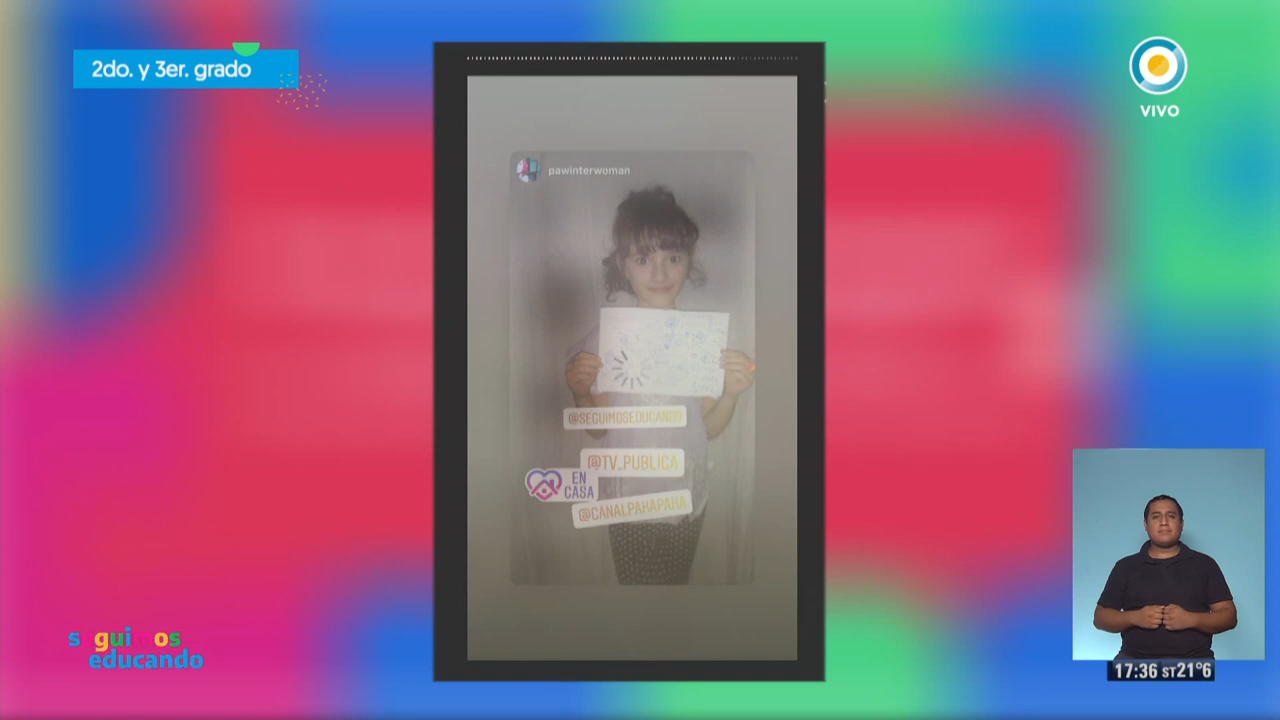 2do. y 3er. grado
VIVO
pawinterwoman
@SEGUIMOSEDUCANDO
@TV_PUBLICA
EN
CASA
@CANALPAKAPAKA
seguimos
educando
17:36 ST21°6